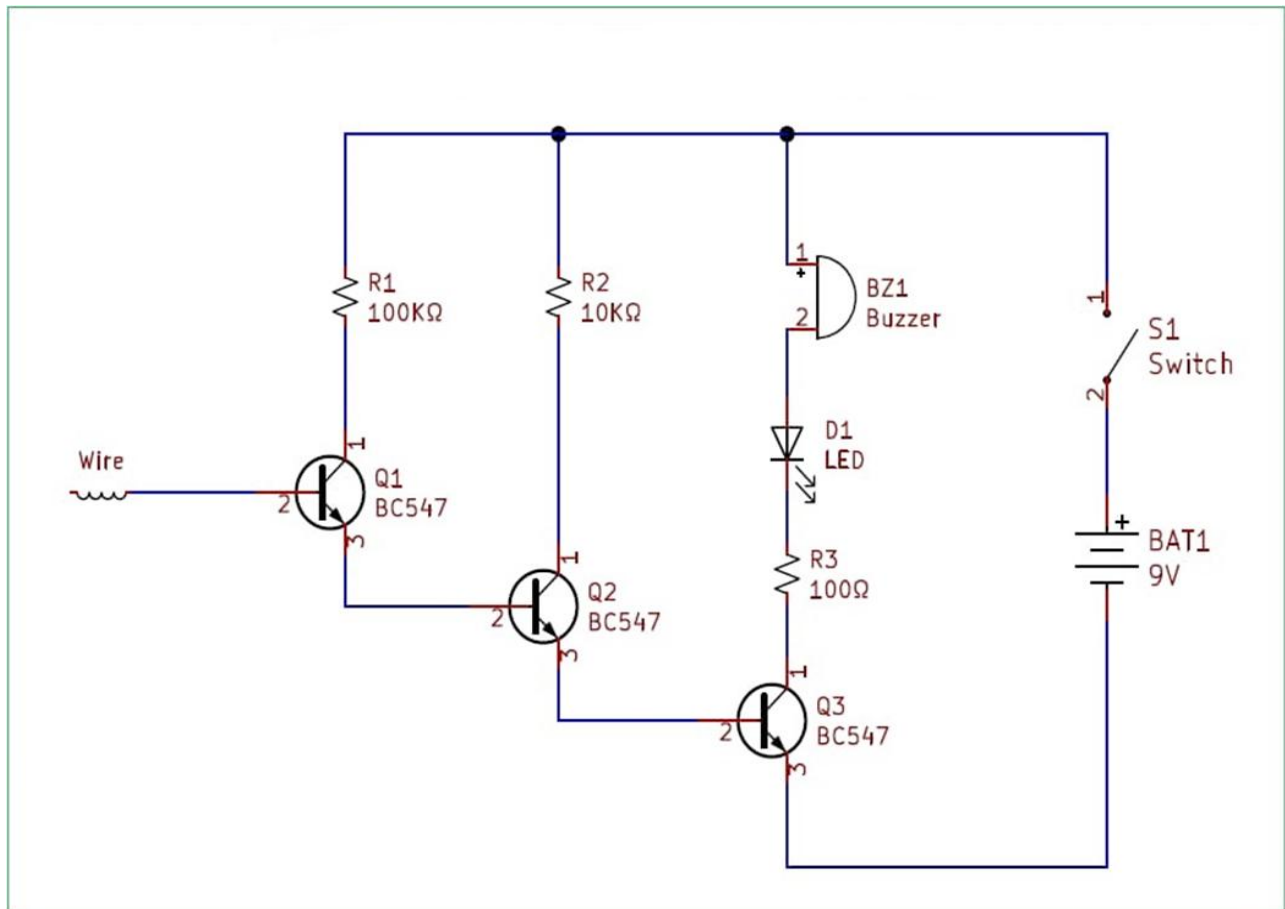 R1
100KΩ
R2
10KΩ
1
+
2
BZ1
Buzzer
1
S1
Switch
2
D1
LED
Wire
1
2
Q1
BC547
3
+
BAT1
9V
R3
100Ω
1
2
Q2
BC547
3
1
2
Q3
BC547
3